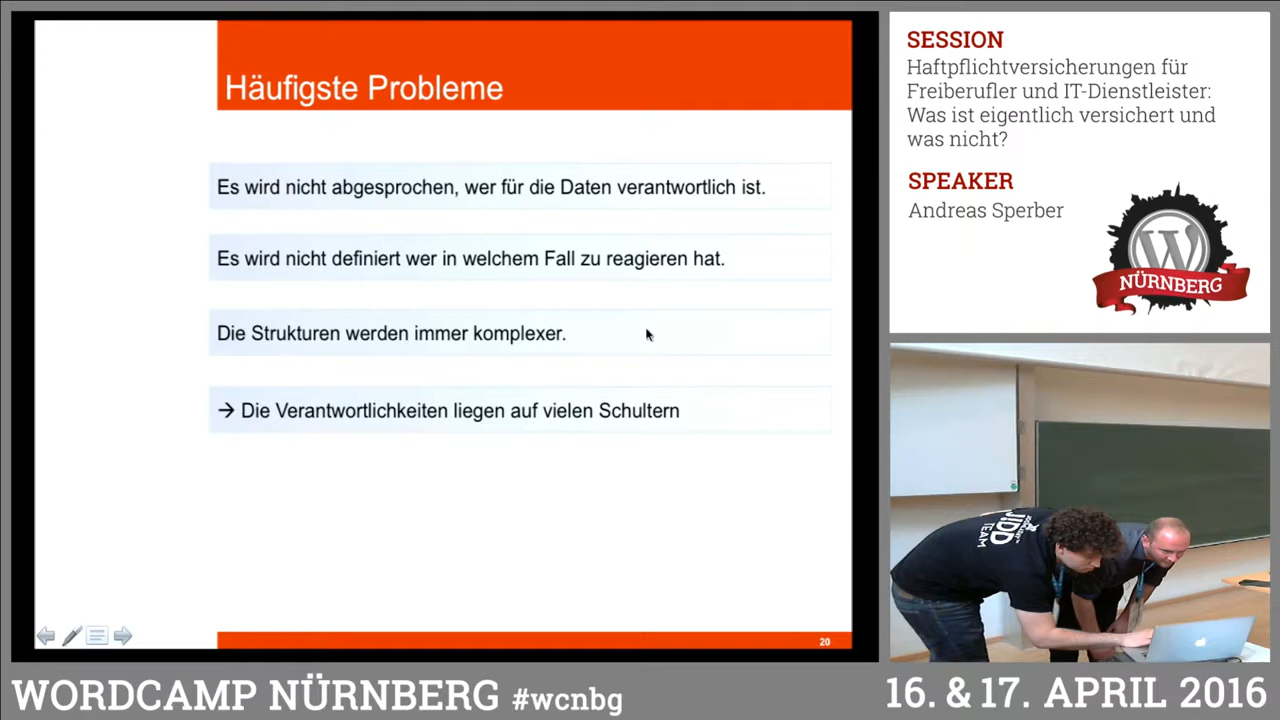 Häufigste Probleme
Es wird nicht abgesprochen, wer für die Daten verantwortlich ist.
Es wird nicht definiert wer in welchem Fall zu reagieren hat.
Die Strukturen werden immer komplexer.
→ Die Verantwortlichkeiten liegen auf vielen Schultern
20
SESSION
Haftpflichtversicherungen für
Freiberufler und IT-Dienstleister:
Was ist eigentlich versichert und
was nicht?
SPEAKER
Andreas Sperber
NÜRNBERG
TEAM
WORDCAMP NÜRNBERG #wcnbg
16. & 17. APRIL 2016